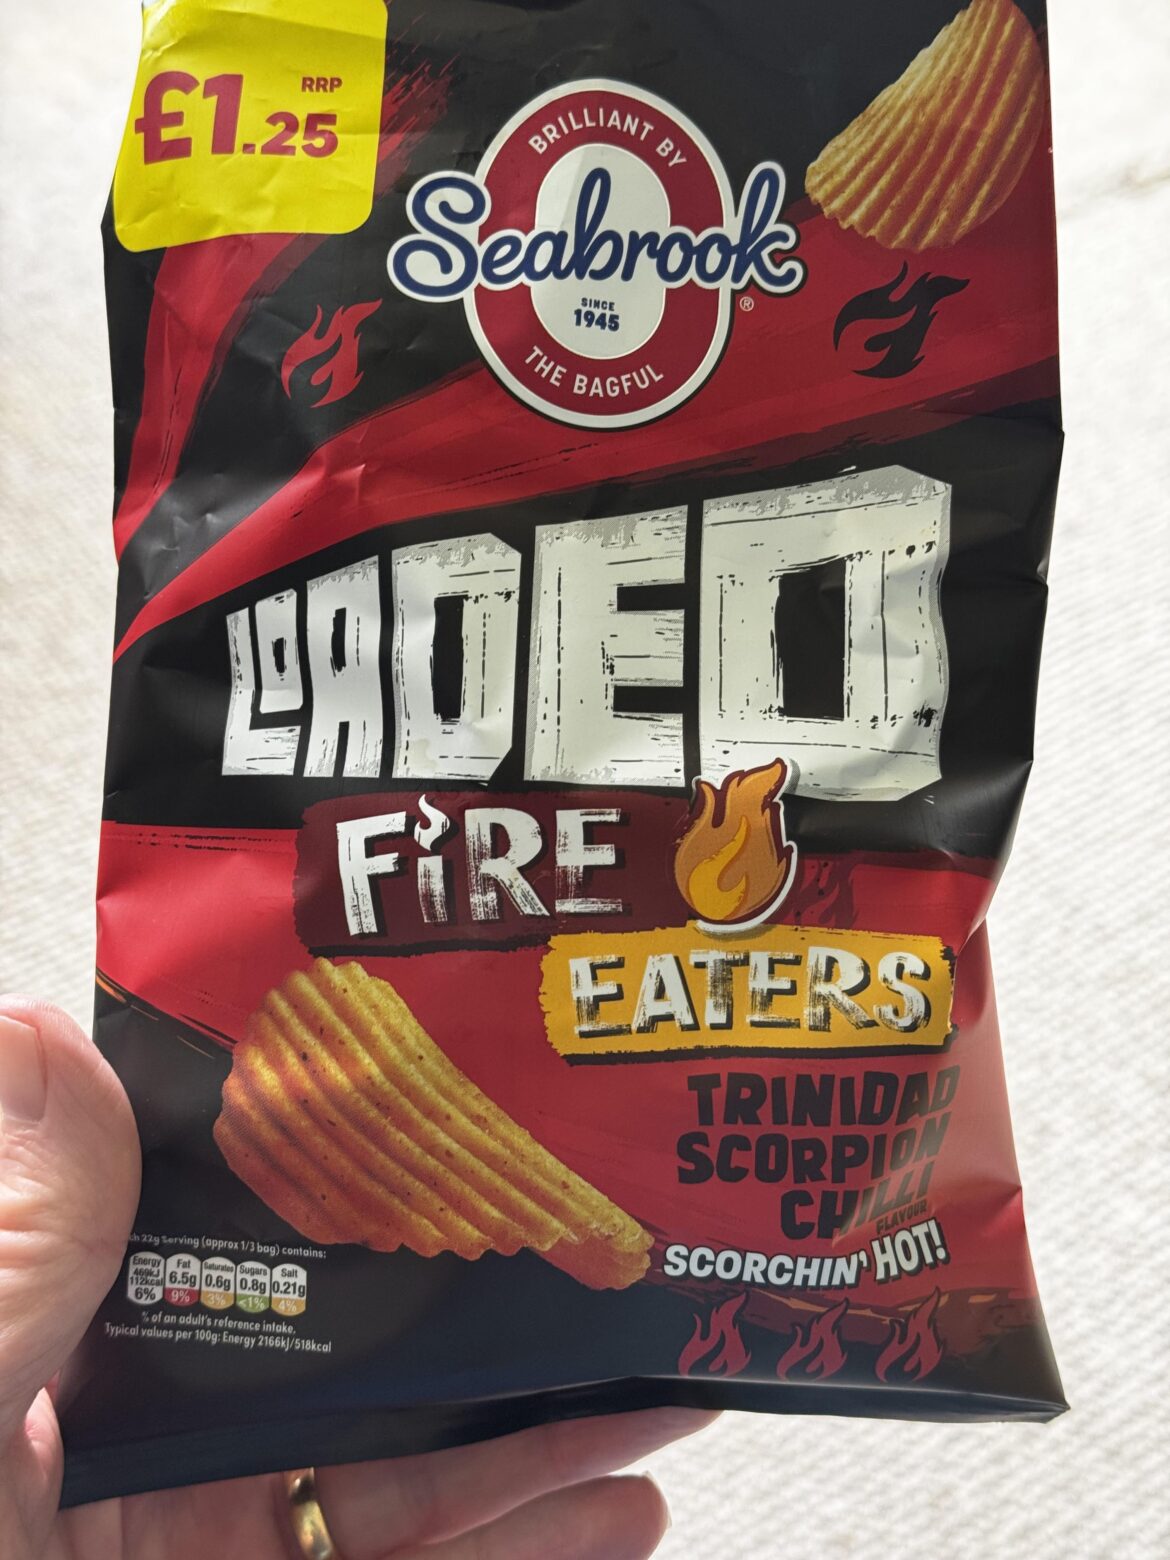 RRP
£1.25
BRILLIANT BY
Seabrook
®
SINCE
1945
THE BAGFUL
LOADED
FiRE
EATERS
TRINIDAD
SCORPION
CHILLI
FLAVOUR
SCORCHIN' HOT!
22g Serving (approx 1/3 bag) contains:
Energy Fat Saturates Sugars Salt
469kJ
112kcal 6.5g 0.6g 0.8g 0.21g
6% 9% 3% <1% 4%
% of an adult's reference intake.
Typical values per 100g: Energy 2166kJ/518kcal